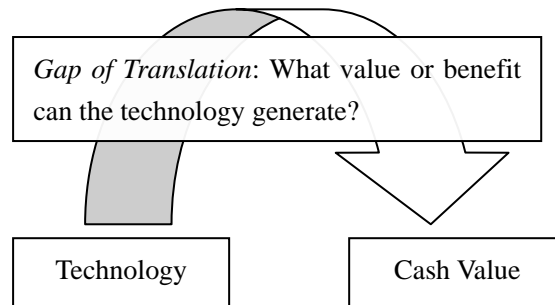 Gap of Translation: What value or benefit
can the technology generate?
Technology
Cash Value